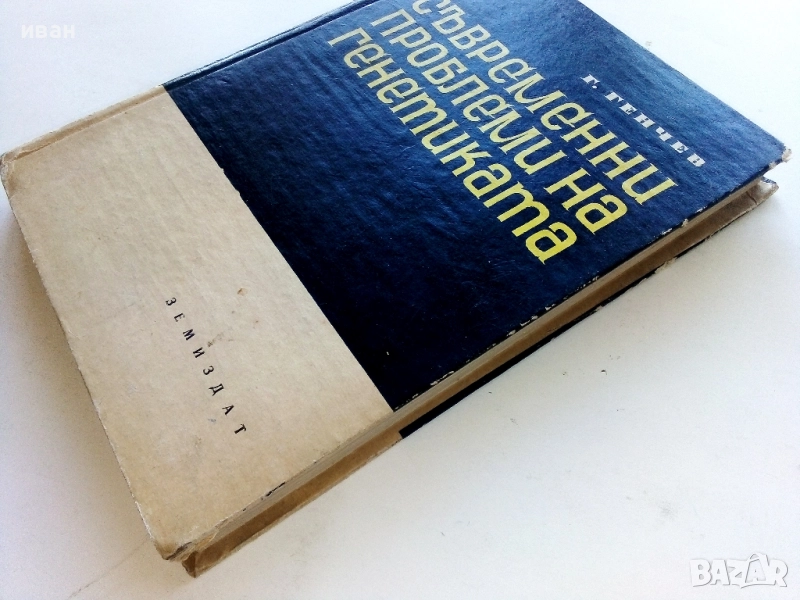 иван
Г. ГЕНЧЕВ
СЪВРЕМЕННИ
ПРОБЛЕМИ НА
ГЕНЕТИКАТА
ЗЕМИЗДАТ
BAZAR